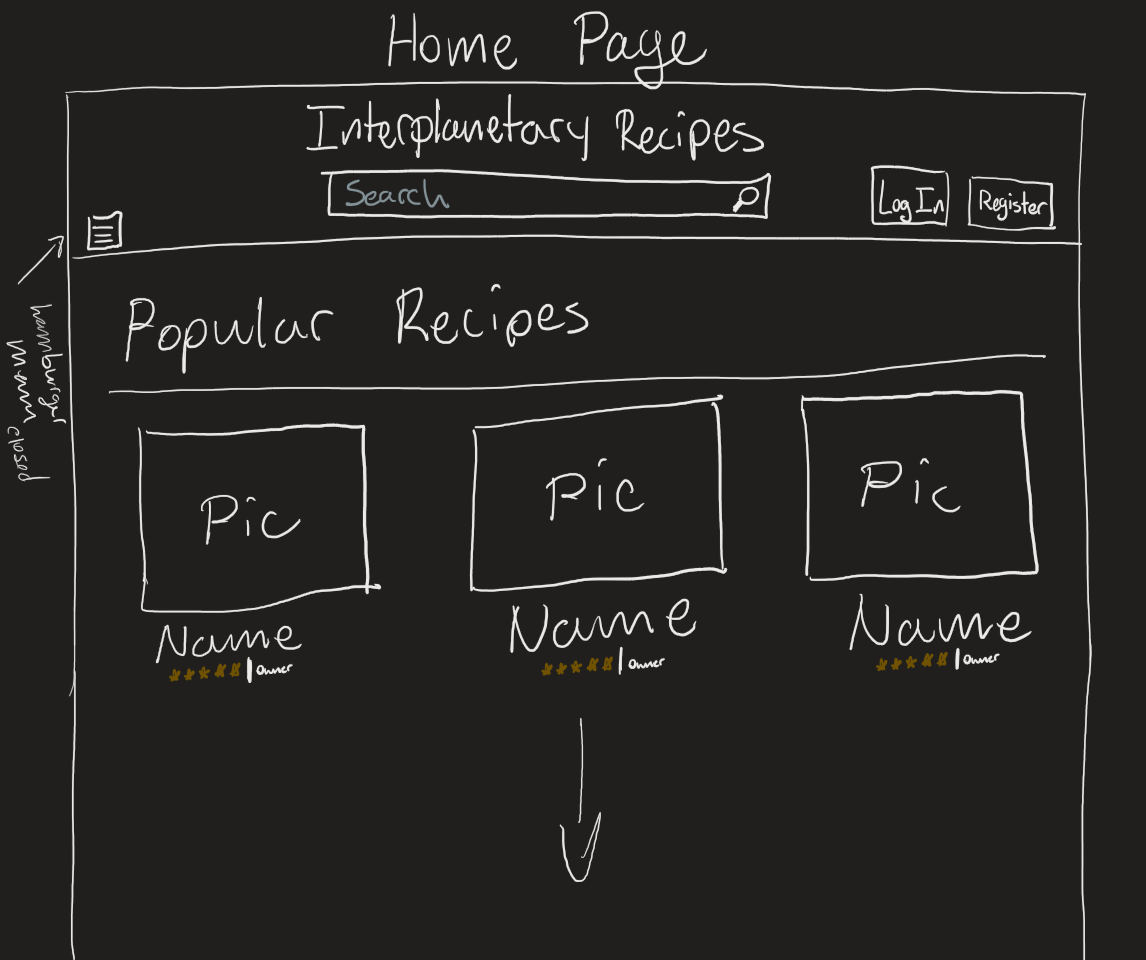 Home Page
Interplanetary Recipes
Search
Log In
Register
hamburger
menu closed
Popular Recipes
Pic
Pic
Pic
Name
Name
Name
| Owner
| Owner
| Owner